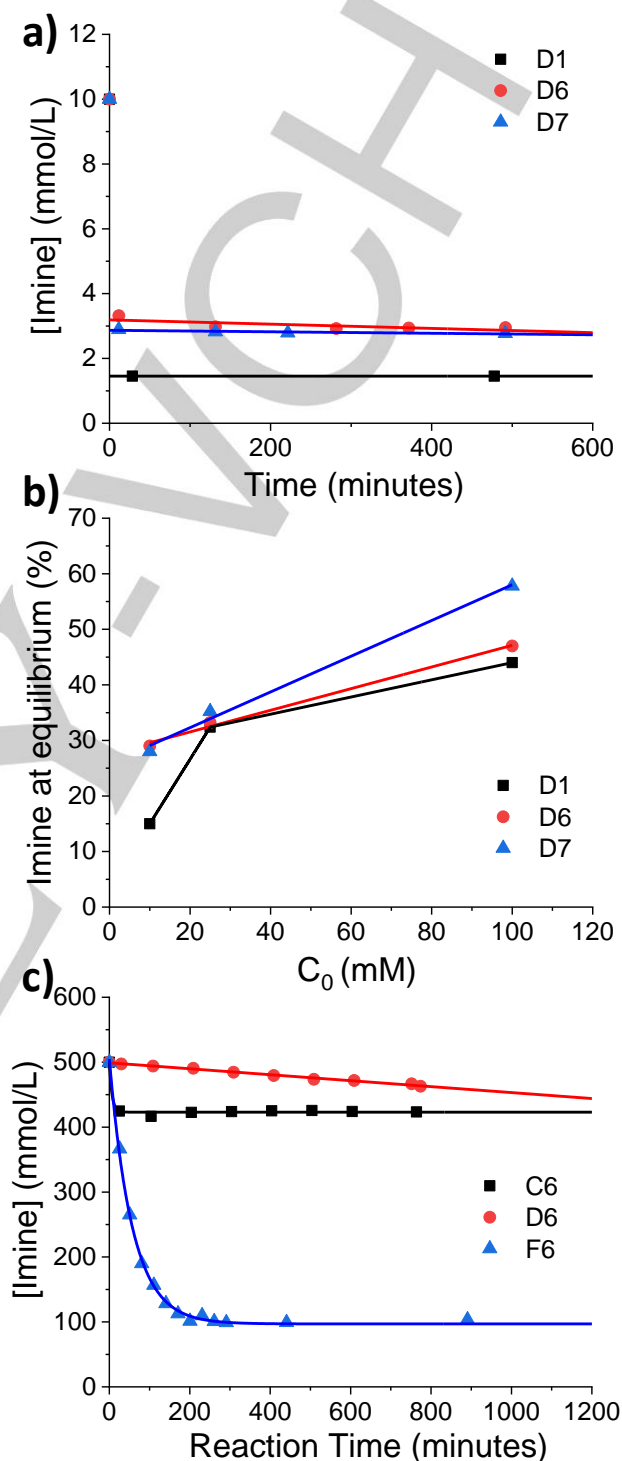 a)
12
10
8
6
4
2
0
[Imine] (mmol/L)
D1
D6
D7
0 200 400 600
Time (minutes)
b)
70
60
50
40
30
20
10
0
Imine at equilibrium (%)
D1
D6
D7
0 20 40 60 80 100 120
C₀ (mM)
c)
600
500
400
300
200
100
0
[Imine] (mmol/L)
C6
D6
F6
0 200 400 600 800 1000 1200
Reaction Time (minutes)
Y-VCH